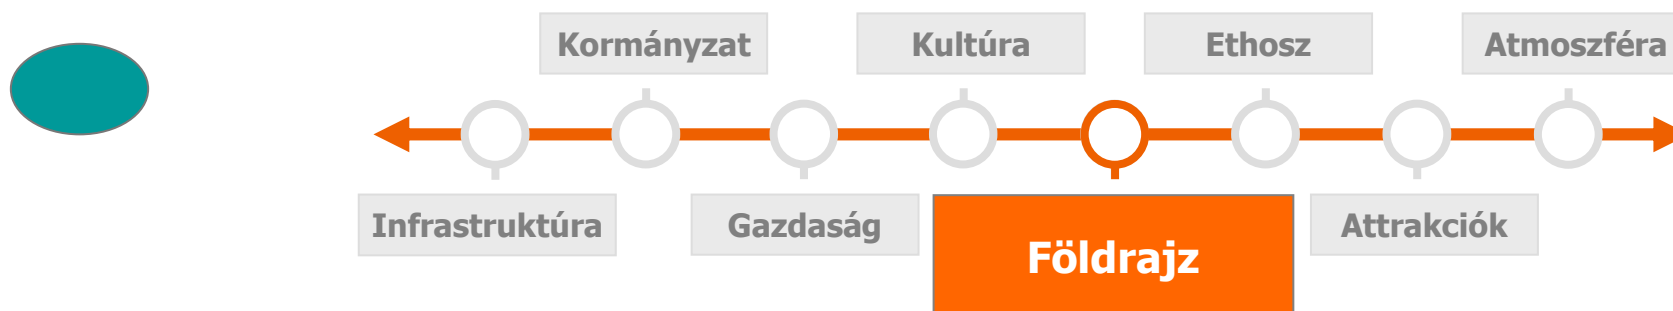 Kormányzat
Kultúra
Ethosz
Atmoszféra
Infrastruktúra
Gazdaság
Földrajz
Attrakciók